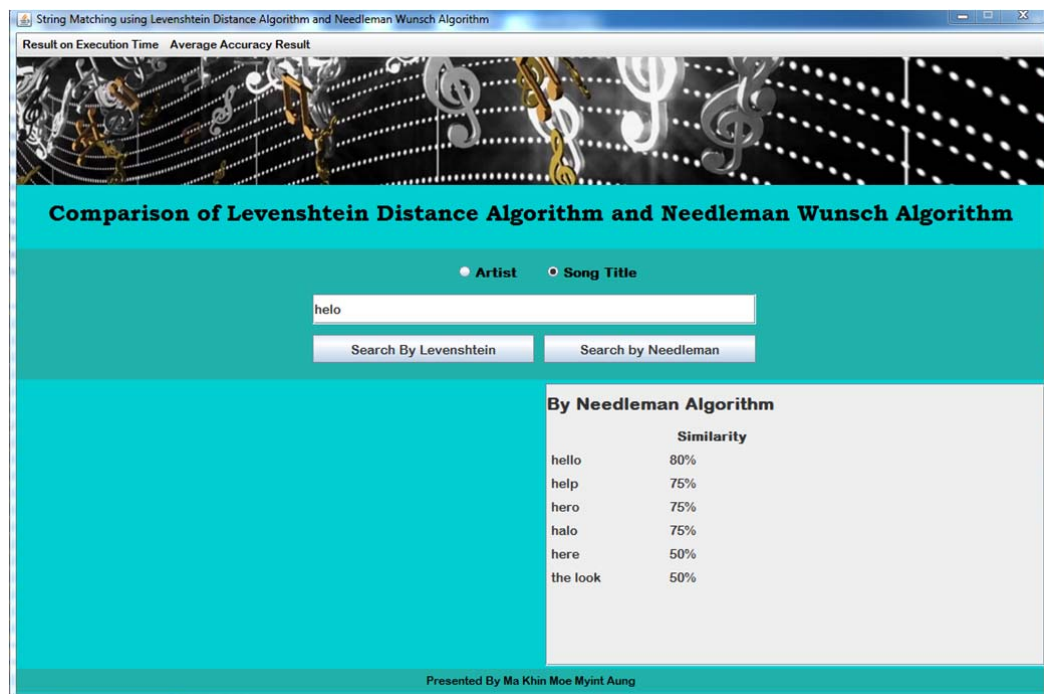 String Matching using Levenshtein Distance Algorithm and Needleman Wunsch Algorithm
Result on Execution Time Average Accuracy Result
Comparison of Levenshtein Distance Algorithm and Needleman Wunsch Algorithm
Artist Song Title
helo
Search By Levenshtein Search by Needleman
By Needleman Algorithm
Similarity
hello 80%
help 75%
hero 75%
halo 75%
here 50%
the look 50%
Presented By Ma Khin Moe Myint Aung